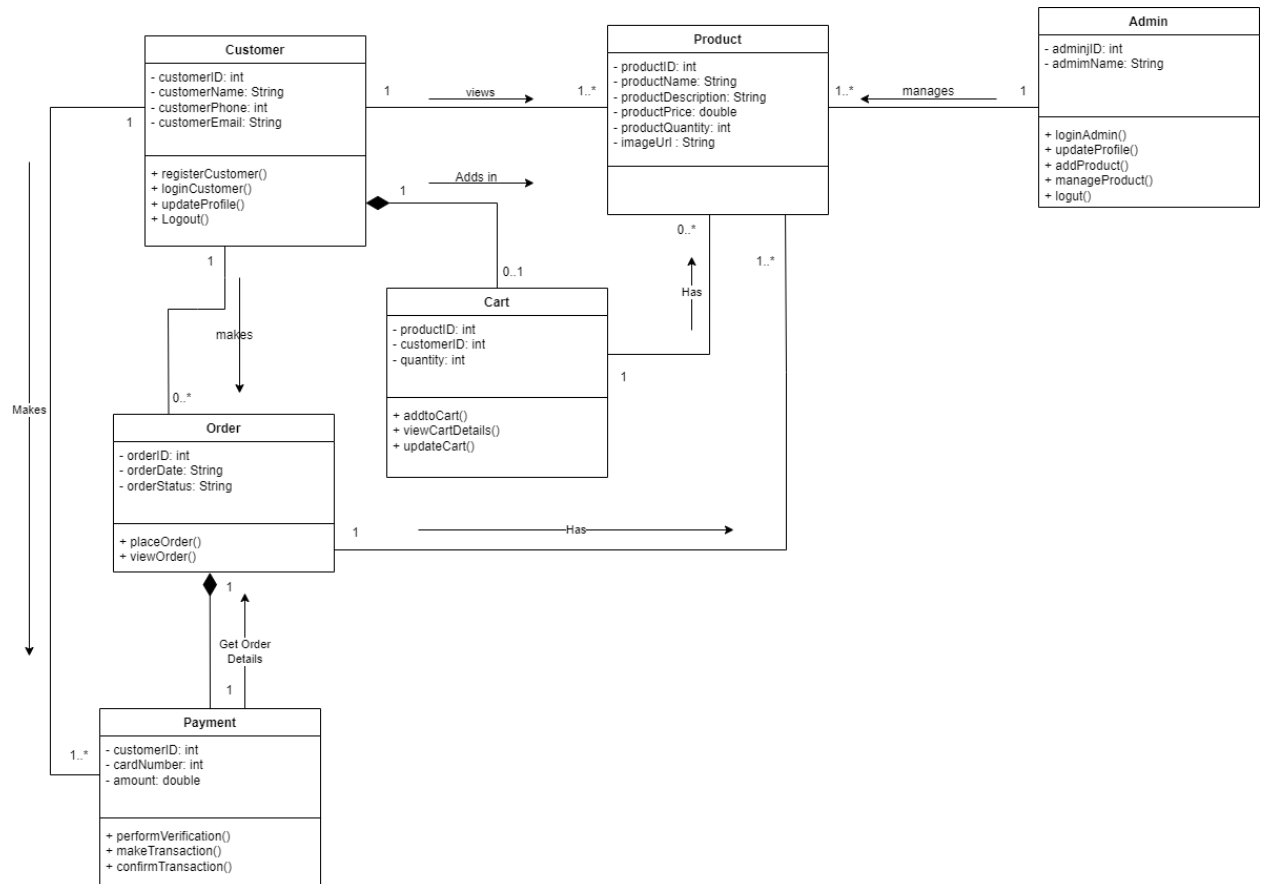 Customer
- customerID: int
- customerName: String
- customerPhone: int
- customerEmail: String
+ registerCustomer()
+ loginCustomer()
+ updateProfile()
+ Logout()
1
views
1..*
Product
- productID: int
- productName: String
- productDescription: String
- productPrice: double
- productQuantity: int
- imageUrl : String
1..*
manages
1
Admin
- adminjID: int
- admimName: String
+ loginAdmin()
+ updateProfile()
+ addProduct()
+ manageProduct()
+ logut()
1
1
Adds in
0..1
Cart
- productID: int
- customerID: int
- quantity: int
+ addtoCart()
+ viewCartDetails()
+ updateCart()
1
Has
0..*
1..*
1
makes
0..*
Order
- orderID: int
- orderDate: String
- orderStatus: String
+ placeOrder()
+ viewOrder()
1
Has
Makes
1
Get Order
Details
1
1..*
Payment
- customerID: int
- cardNumber: int
- amount: double
+ performVerification()
+ makeTransaction()
+ confirmTransaction()